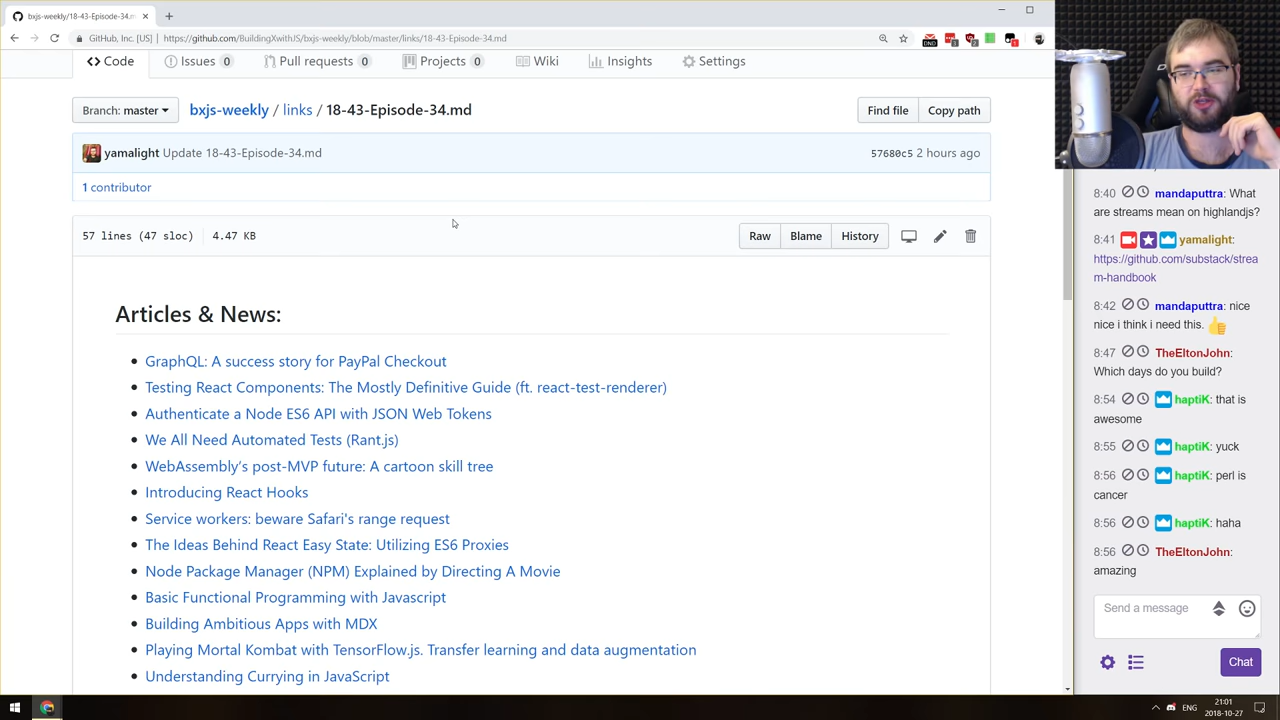 bxjs-weekly/18-43-Episode-34.m
GitHub, Inc. [US] | https://github.com/BuildingXwithJS/bxjs-weekly/blob/master/links/18-43-Episode-34.md
Code Issues 0 Pull requests Projects 0 Wiki Insights Settings
Branch: master bxjs-weekly / links / 18-43-Episode-34.md Find file Copy path
yamalight Update 18-43-Episode-34.md 57680c5 2 hours ago
1 contributor
57 lines (47 sloc) 4.47 KB Raw Blame History
Articles & News:
GraphQL: A success story for PayPal Checkout
Testing React Components: The Mostly Definitive Guide (ft. react-test-renderer)
Authenticate a Node ES6 API with JSON Web Tokens
We All Need Automated Tests (Rant.js)
WebAssembly's post-MVP future: A cartoon skill tree
Introducing React Hooks
Service workers: beware Safari's range request
The Ideas Behind React Easy State: Utilizing ES6 Proxies
Node Package Manager (NPM) Explained by Directing A Movie
Basic Functional Programming with Javascript
Building Ambitious Apps with MDX
Playing Mortal Kombat with TensorFlow.js. Transfer learning and data augmentation
Understanding Currying in JavaScript
8:40 mandaputtra: What
are streams mean on highlandjs?
8:41 yamalight:
https://github.com/substack/strea
m-handbook
8:42 mandaputtra: nice
nice i think i need this.
8:47 TheEltonJohn:
Which days do you build?
8:54 haptiK: that is
awesome
8:55 haptiK: yuck
8:56 haptiK: perl is
cancer
8:56 haptiK: haha
8:56 TheEltonJohn:
amazing
Send a message
Chat
ENG
21:01
2018-10-27